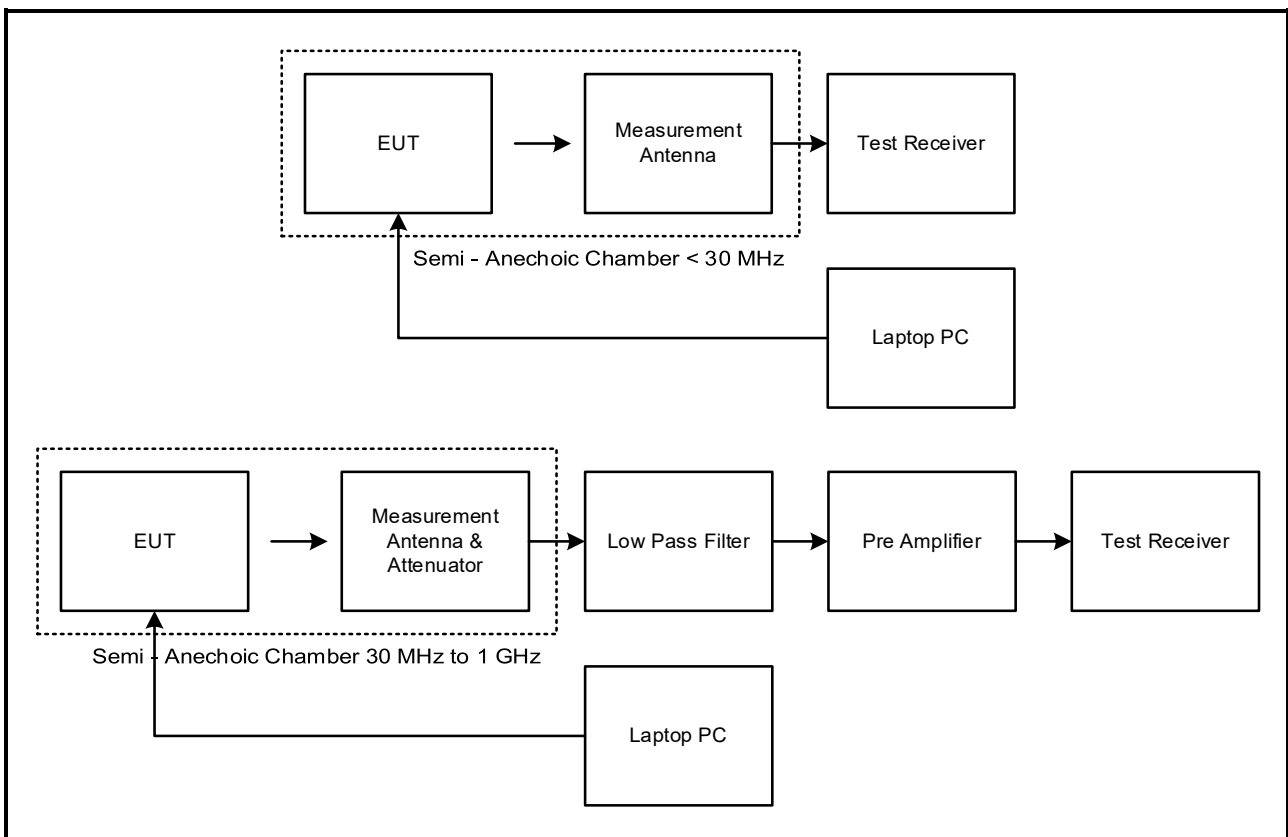 EUT
Measurement
Antenna
Test Receiver
Semi - Anechoic Chamber < 30 MHz
Laptop PC
EUT
Measurement
Antenna &
Attenuator
Low Pass Filter
Pre Amplifier
Test Receiver
Semi - Anechoic Chamber 30 MHz to 1 GHz
Laptop PC